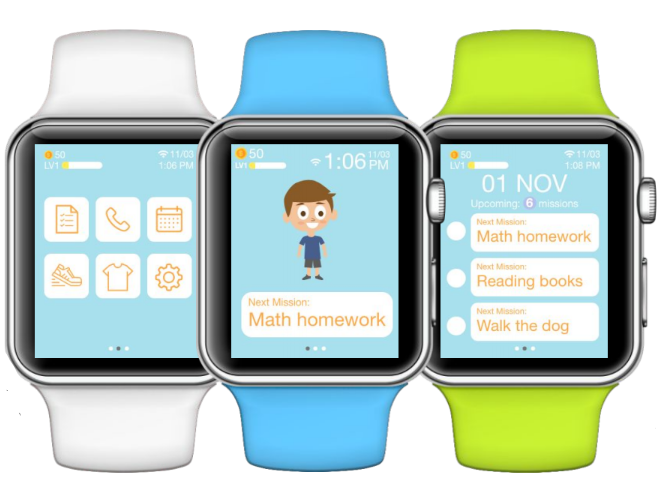 50
11/03
LV1
1:06 PM
50
1:06 PM
11/03
LV1
Next Mission:
Math homework
50
11/03
LV1
1:08 PM
01 NOV
Upcoming: 6 missions
Next Mission:
Math homework
Next Mission:
Reading books
Next Mission:
Walk the dog